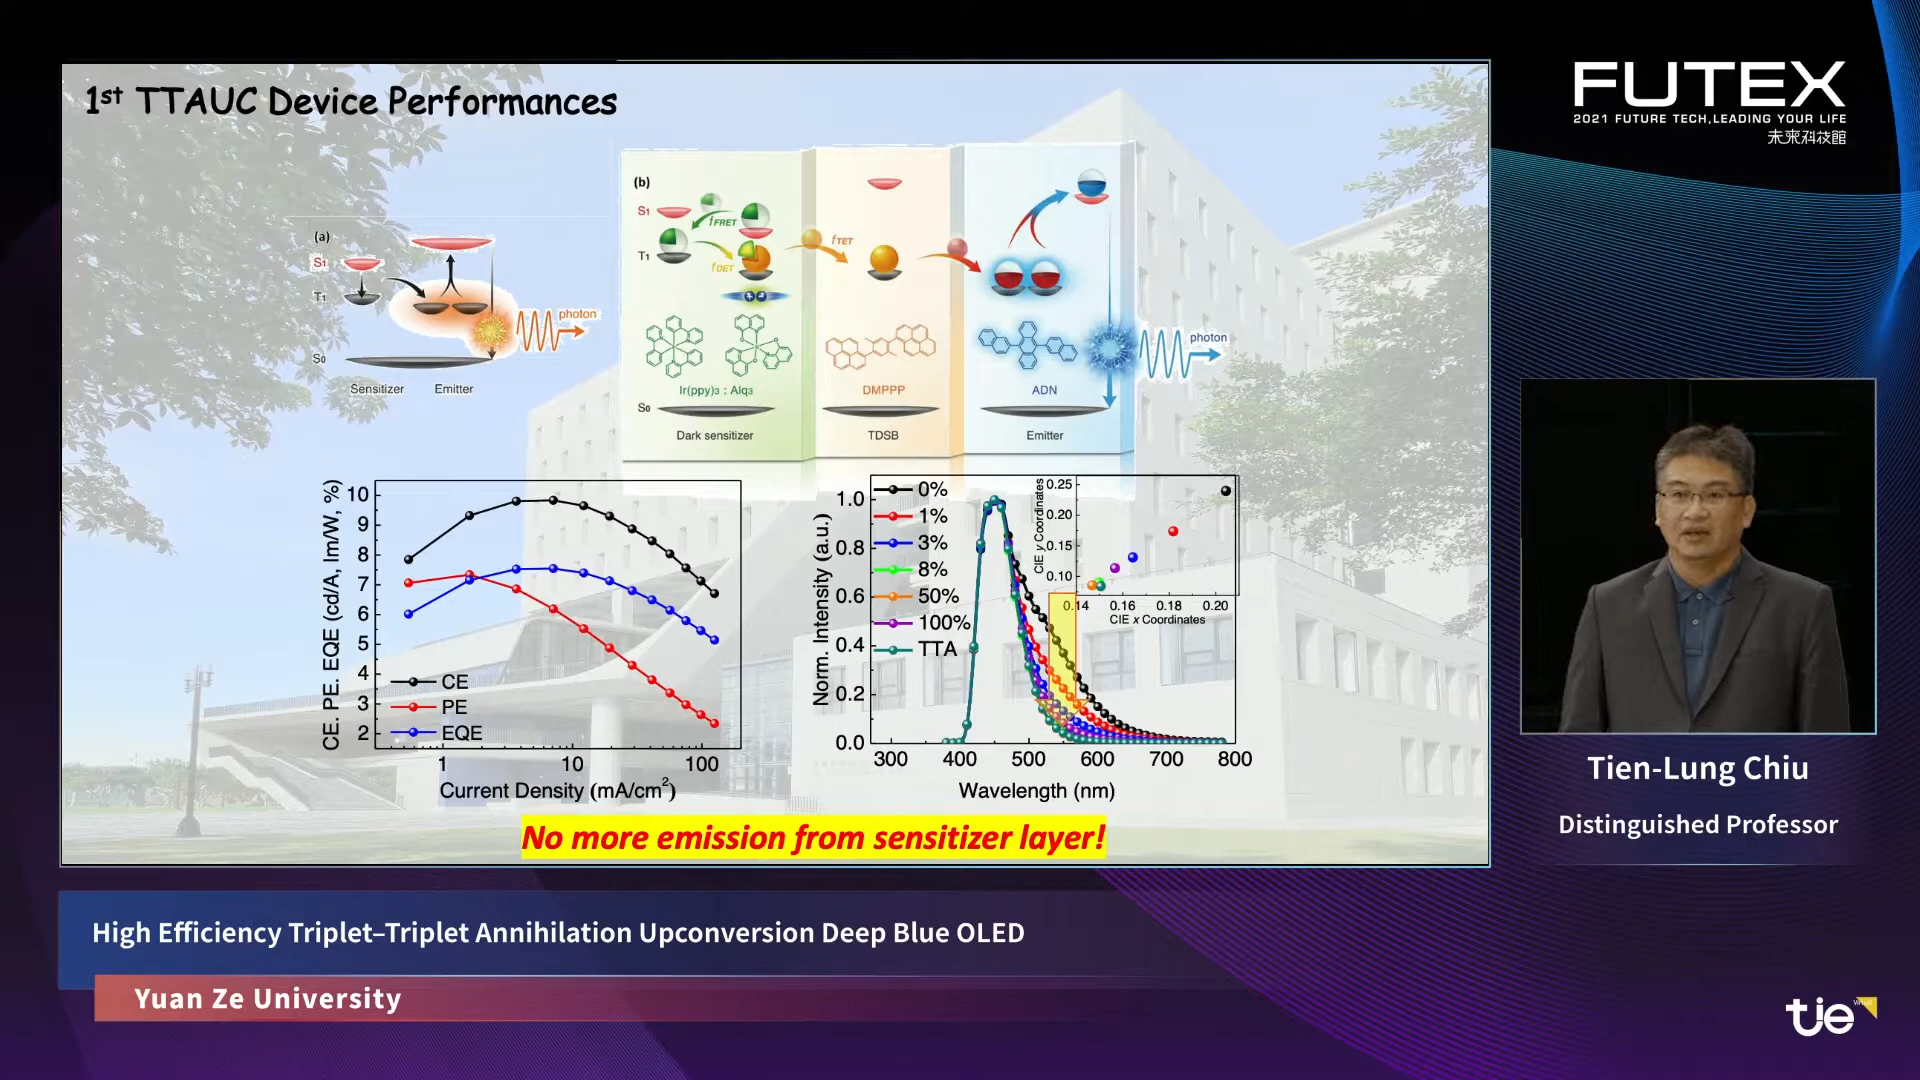 1st TTAUC Device Performances
(a)
S1
T1
S0
photon
Sensitizer Emitter
(b)
S1
T1
S0
fFRET
fDET
fTET
Ir(ppy)3 : Alq3
DMPPP
ADN
photon
Dark sensitizer
TDSB
Emitter
CE. PE. EQE (cd/A, lm/W, %)
10
9
8
7
6
5
4
3
2
CE
PE
EQE
1 10 100
Current Density (mA/cm2)
Norm. Intensity (a.u.)
1.0
0.8
0.6
0.4
0.2
0.0
0%
1%
3%
8%
50%
100%
TTA
CIE y Coordinates
0.25
0.20
0.15
0.10
0.14 0.16 0.18 0.20
CIE x Coordinates
300 400 500 600 700 800
Wavelength (nm)
No more emission from sensitizer layer!
FUTEX
2021 FUTURE TECH,LEADING YOUR LIFE
未來科技館
Tien-Lung Chiu
Distinguished Professor
High Efficiency Triplet–Triplet Annihilation Upconversion Deep Blue OLED
Yuan Ze University
tie
Virtual